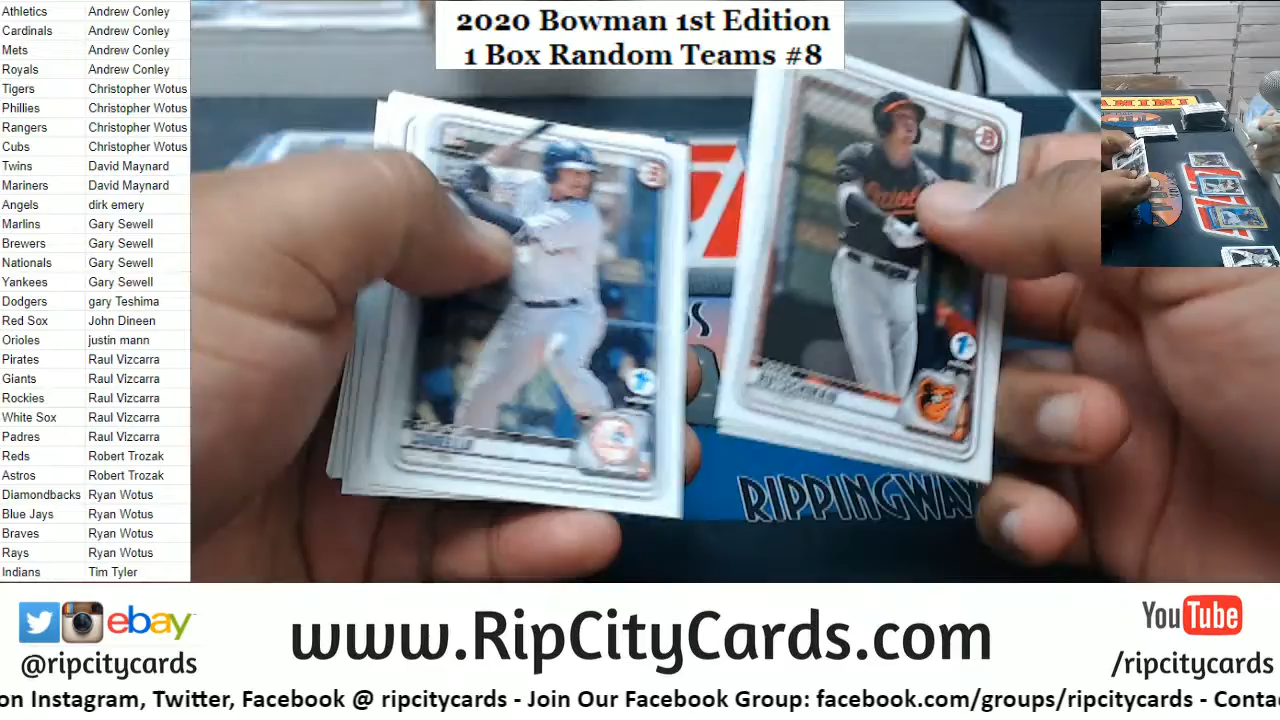 2020 Bowman 1st Edition
1 Box Random Teams #8
Athletics Andrew Conley
Cardinals Andrew Conley
Mets Andrew Conley
Royals Andrew Conley
Tigers Christopher Wotus
Phillies Christopher Wotus
Rangers Christopher Wotus
Cubs Christopher Wotus
Twins David Maynard
Mariners David Maynard
Angels dirk emery
Marlins Gary Sewell
Brewers Gary Sewell
Nationals Gary Sewell
Yankees Gary Sewell
Dodgers gary Teshima
Red Sox John Dineen
Orioles justin mann
Pirates Raul Vizcarra
Giants Raul Vizcarra
Rockies Raul Vizcarra
White Sox Raul Vizcarra
Padres Raul Vizcarra
Reds Robert Trozak
Astros Robert Trozak
Diamondbacks Ryan Wotus
Blue Jays Ryan Wotus
Braves Ryan Wotus
Rays Ryan Wotus
Indians Tim Tyler
RIPPINGWAX
ebay
@ripcitycards
www.RipCityCards.com
YouTube
/ripcitycards
on Instagram, Twitter, Facebook @ ripcitycards - Join Our Facebook Group: facebook.com/groups/ripcitycards - Conta